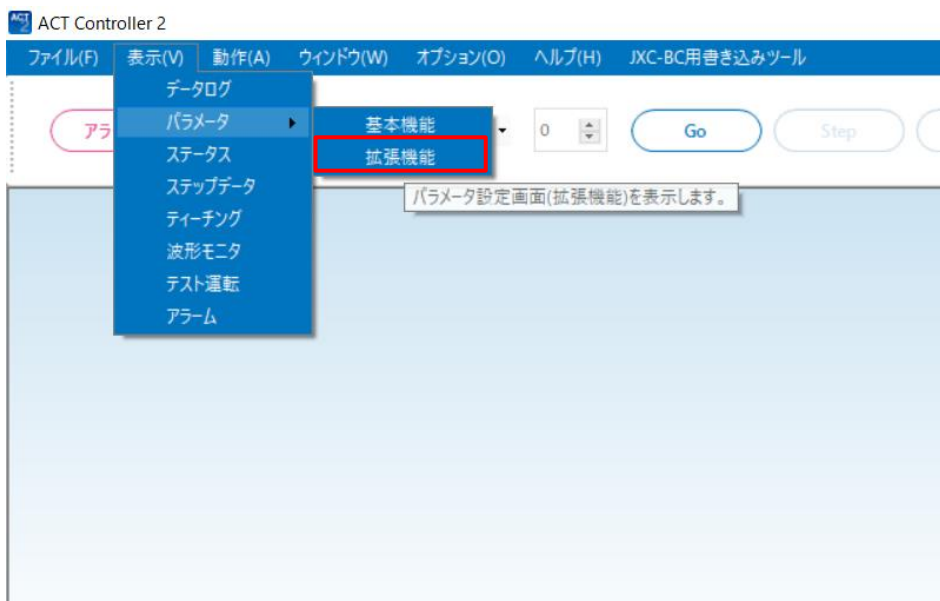 ACT Controller 2
ファイル(F) 表示(V) 動作(A) ウィンドウ(W) オプション(O) ヘルプ(H) JXC-BC用書き込みツール
データログ
パラメータ
ステータス
ステップデータ
ティーチング
波形モニタ
テスト運転
アラーム
基本機能
拡張機能
パラメータ設定画面(拡張機能)を表示します。
アラ
0
Go
Step